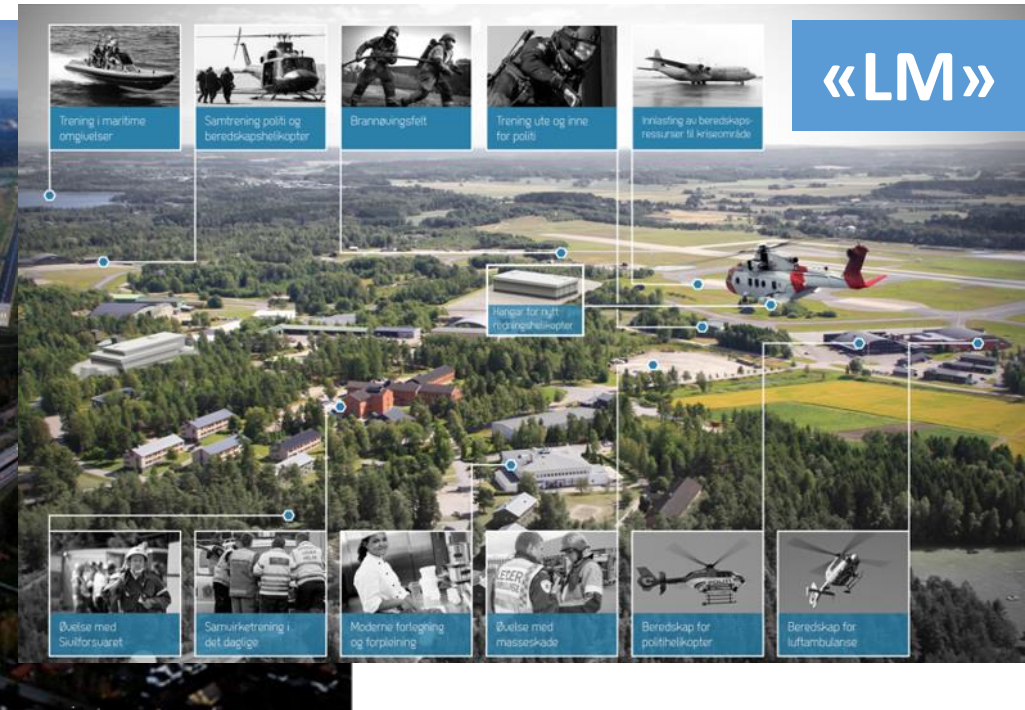 «LM»
Trening i maritime
omgivelser
Samtrening politi og
beredskapshelikopter
Brannøvingsfelt
Trening ute og inne
for politi
Innlasting av beredskaps-
ressurser til kriseområde
Hangar for nytt
redningshelikopter
Øvelse med
Sivilforsvaret
Samvirketrening i
det daglige
Moderne forlegning
og forpleining
LEDER
Øvelse med
masseskade
Beredskap for
politihelikopter
Beredskap for
luftambulanse